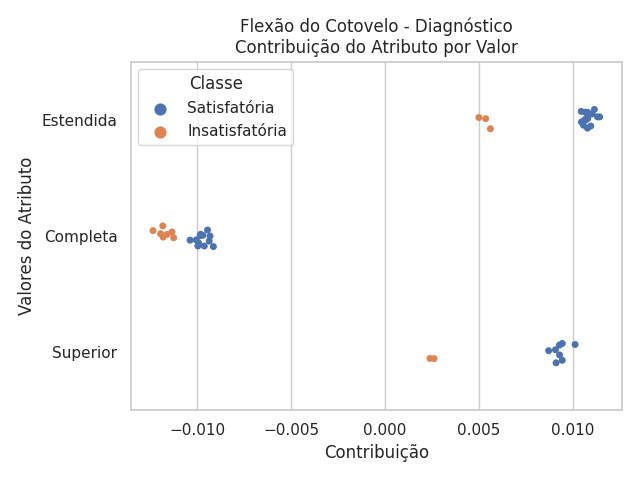 Flexão do Cotovelo - Diagnóstico
Contribuição do Atributo por Valor
Classe
Satisfatória
Insatisfatória
Valores do Atributo
Estendida
Completa
Superior
−0.010 −0.005 0.000 0.005 0.010
Contribuição